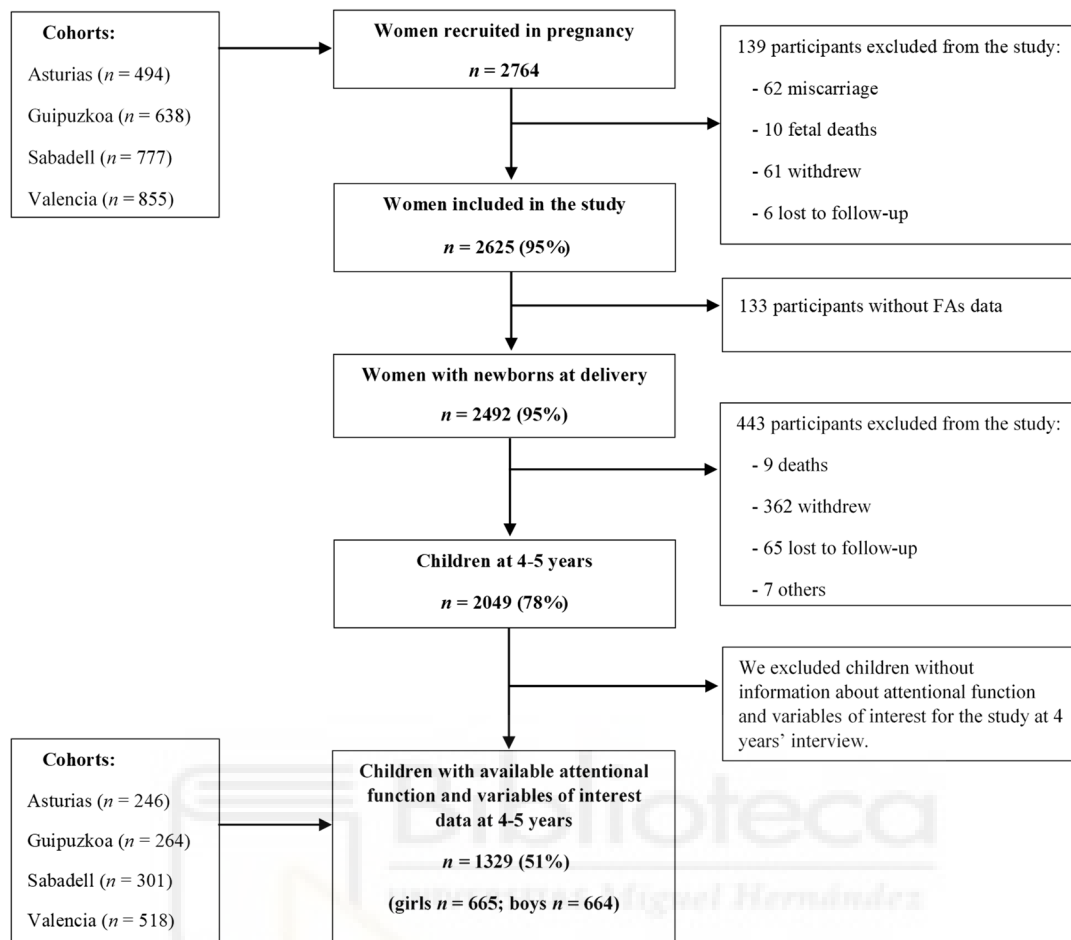 Cohorts:
Asturias (n = 494)
Guipuzkoa (n = 638)
Sabadell (n = 777)
Valencia (n = 855)
Women recruited in pregnancy
n = 2764
139 participants excluded from the study:
- 62 miscarriage
- 10 fetal deaths
- 61 withdrew
- 6 lost to follow-up
Women included in the study
n = 2625 (95%)
133 participants without FAs data
Women with newborns at delivery
n = 2492 (95%)
443 participants excluded from the study:
- 9 deaths
- 362 withdrew
- 65 lost to follow-up
- 7 others
Children at 4-5 years
n = 2049 (78%)
We excluded children without
information about attentional function
and variables of interest for the study at 4
years’ interview.
Cohorts:
Asturias (n = 246)
Guipuzkoa (n = 264)
Sabadell (n = 301)
Valencia (n = 518)
Children with available attentional
function and variables of interest
data at 4-5 years
n = 1329 (51%)
(girls n = 665; boys n = 664)
Biblioteca
Miguel Hernández